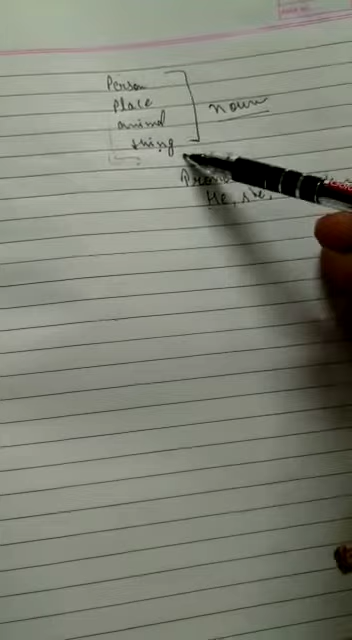 Person
Place
animal
thing
noun
He, she,